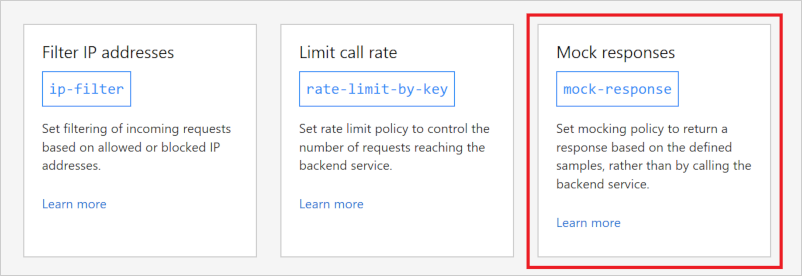 Filter IP addresses
ip-filter
Set filtering of incoming requests
based on allowed or blocked IP
addresses.
Learn more
Limit call rate
rate-limit-by-key
Set rate limit policy to control the
number of requests reaching the
backend service.
Learn more
Mock responses
mock-response
Set mocking policy to return a
response based on the defined
samples, rather than by calling the
backend service.
Learn more